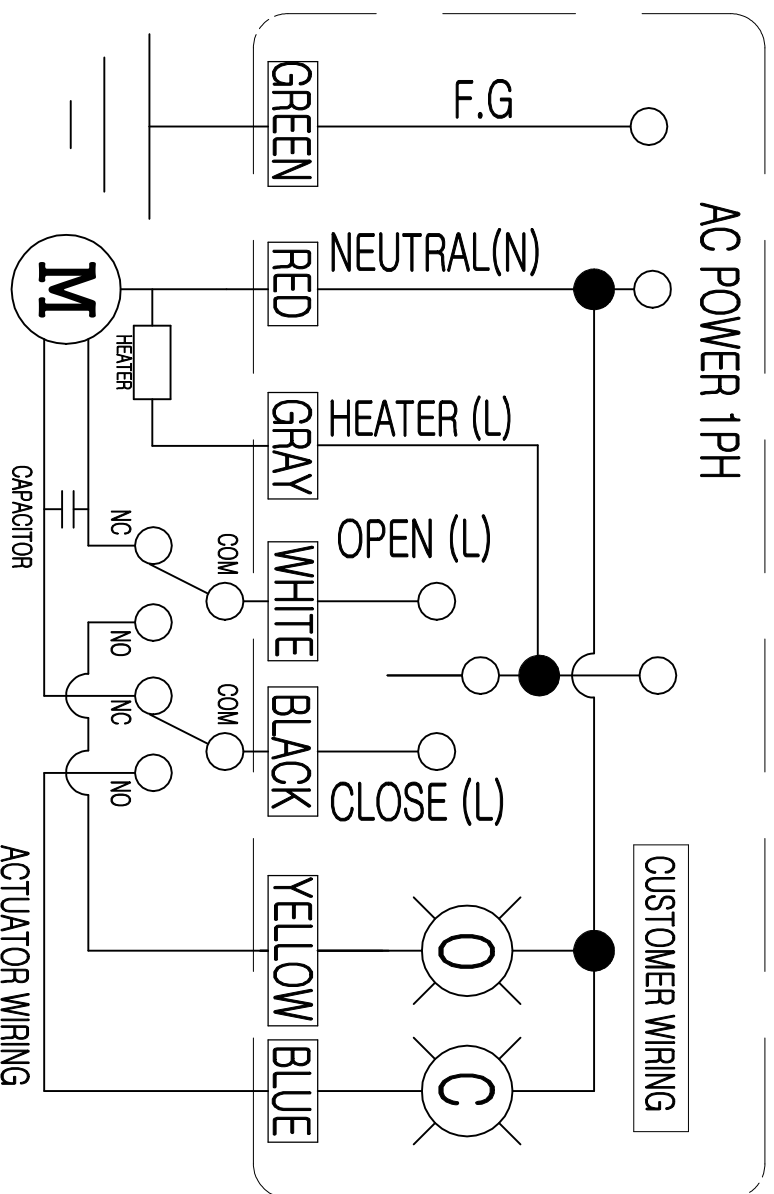 AC POWER 1PH
CUSTOMER WIRING
F.G
NEUTRAL(N)
HEATER (L)
OPEN (L)
CLOSE (L)
O
C
GREEN
RED
GRAY
WHITE
BLACK
YELLOW
BLUE
COM
COM
HEATER
NC
NO
NC
NO
M
CAPACITOR
ACTUATOR WIRING